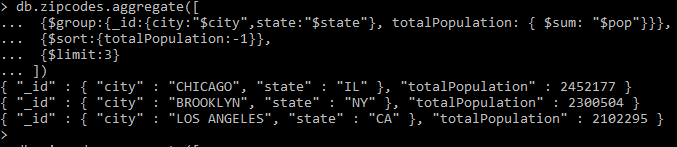 > db.zipcodes.aggregate([
... {$group:{_id:{city:"$city",state:"$state"}, totalPopulation: { $sum: "$pop"}}},
... {$sort:{totalPopulation:-1}},
... {$limit:3}
... ])
{ "_id" : { "city" : "CHICAGO", "state" : "IL" }, "totalPopulation" : 2452177 }
{ "_id" : { "city" : "BROOKLYN", "state" : "NY" }, "totalPopulation" : 2300504 }
{ "_id" : { "city" : "LOS ANGELES", "state" : "CA" }, "totalPopulation" : 2102295 }
>